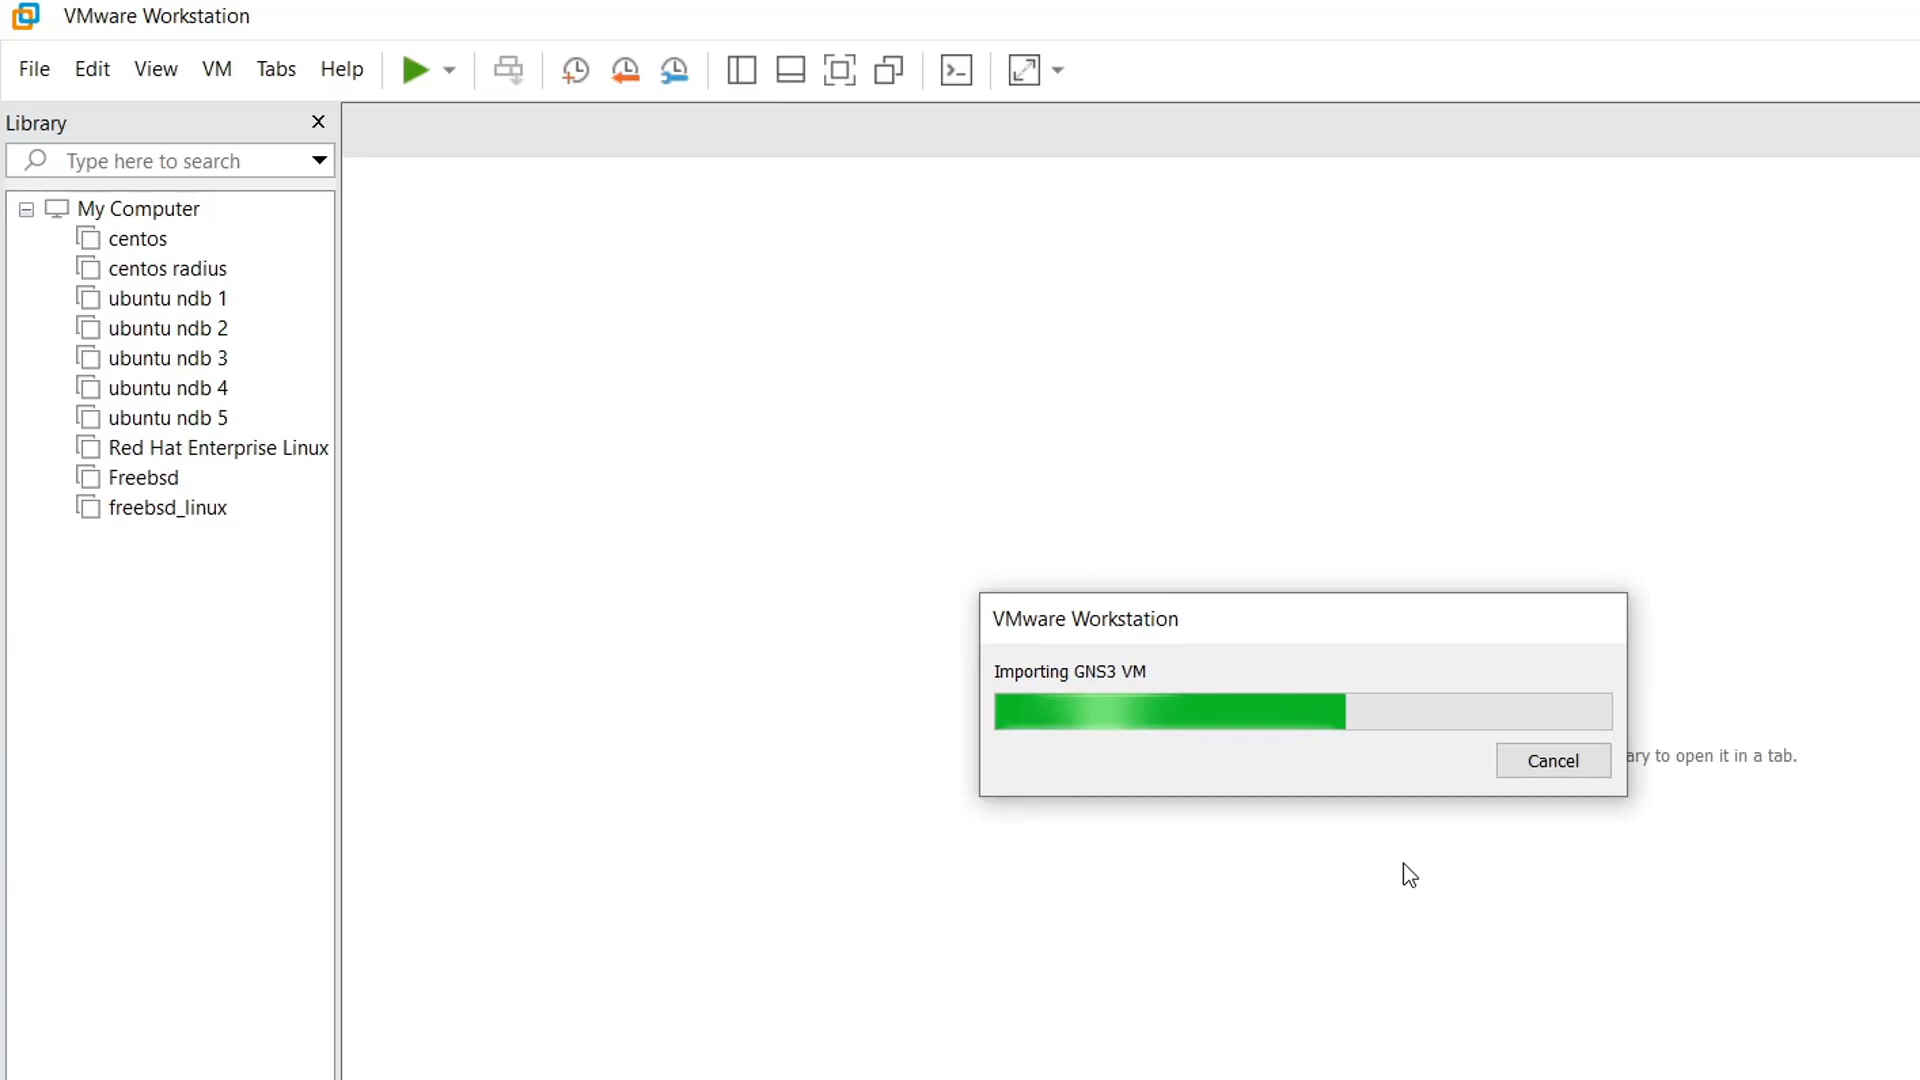 VMware Workstation
File Edit View VM Tabs Help
Library
Type here to search
My Computer
centos
centos radius
ubuntu ndb 1
ubuntu ndb 2
ubuntu ndb 3
ubuntu ndb 4
ubuntu ndb 5
Red Hat Enterprise Linux
Freebsd
freebsd_linux
VMware Workstation
Importing GNS3 VM
Cancel
ary to open it in a tab.